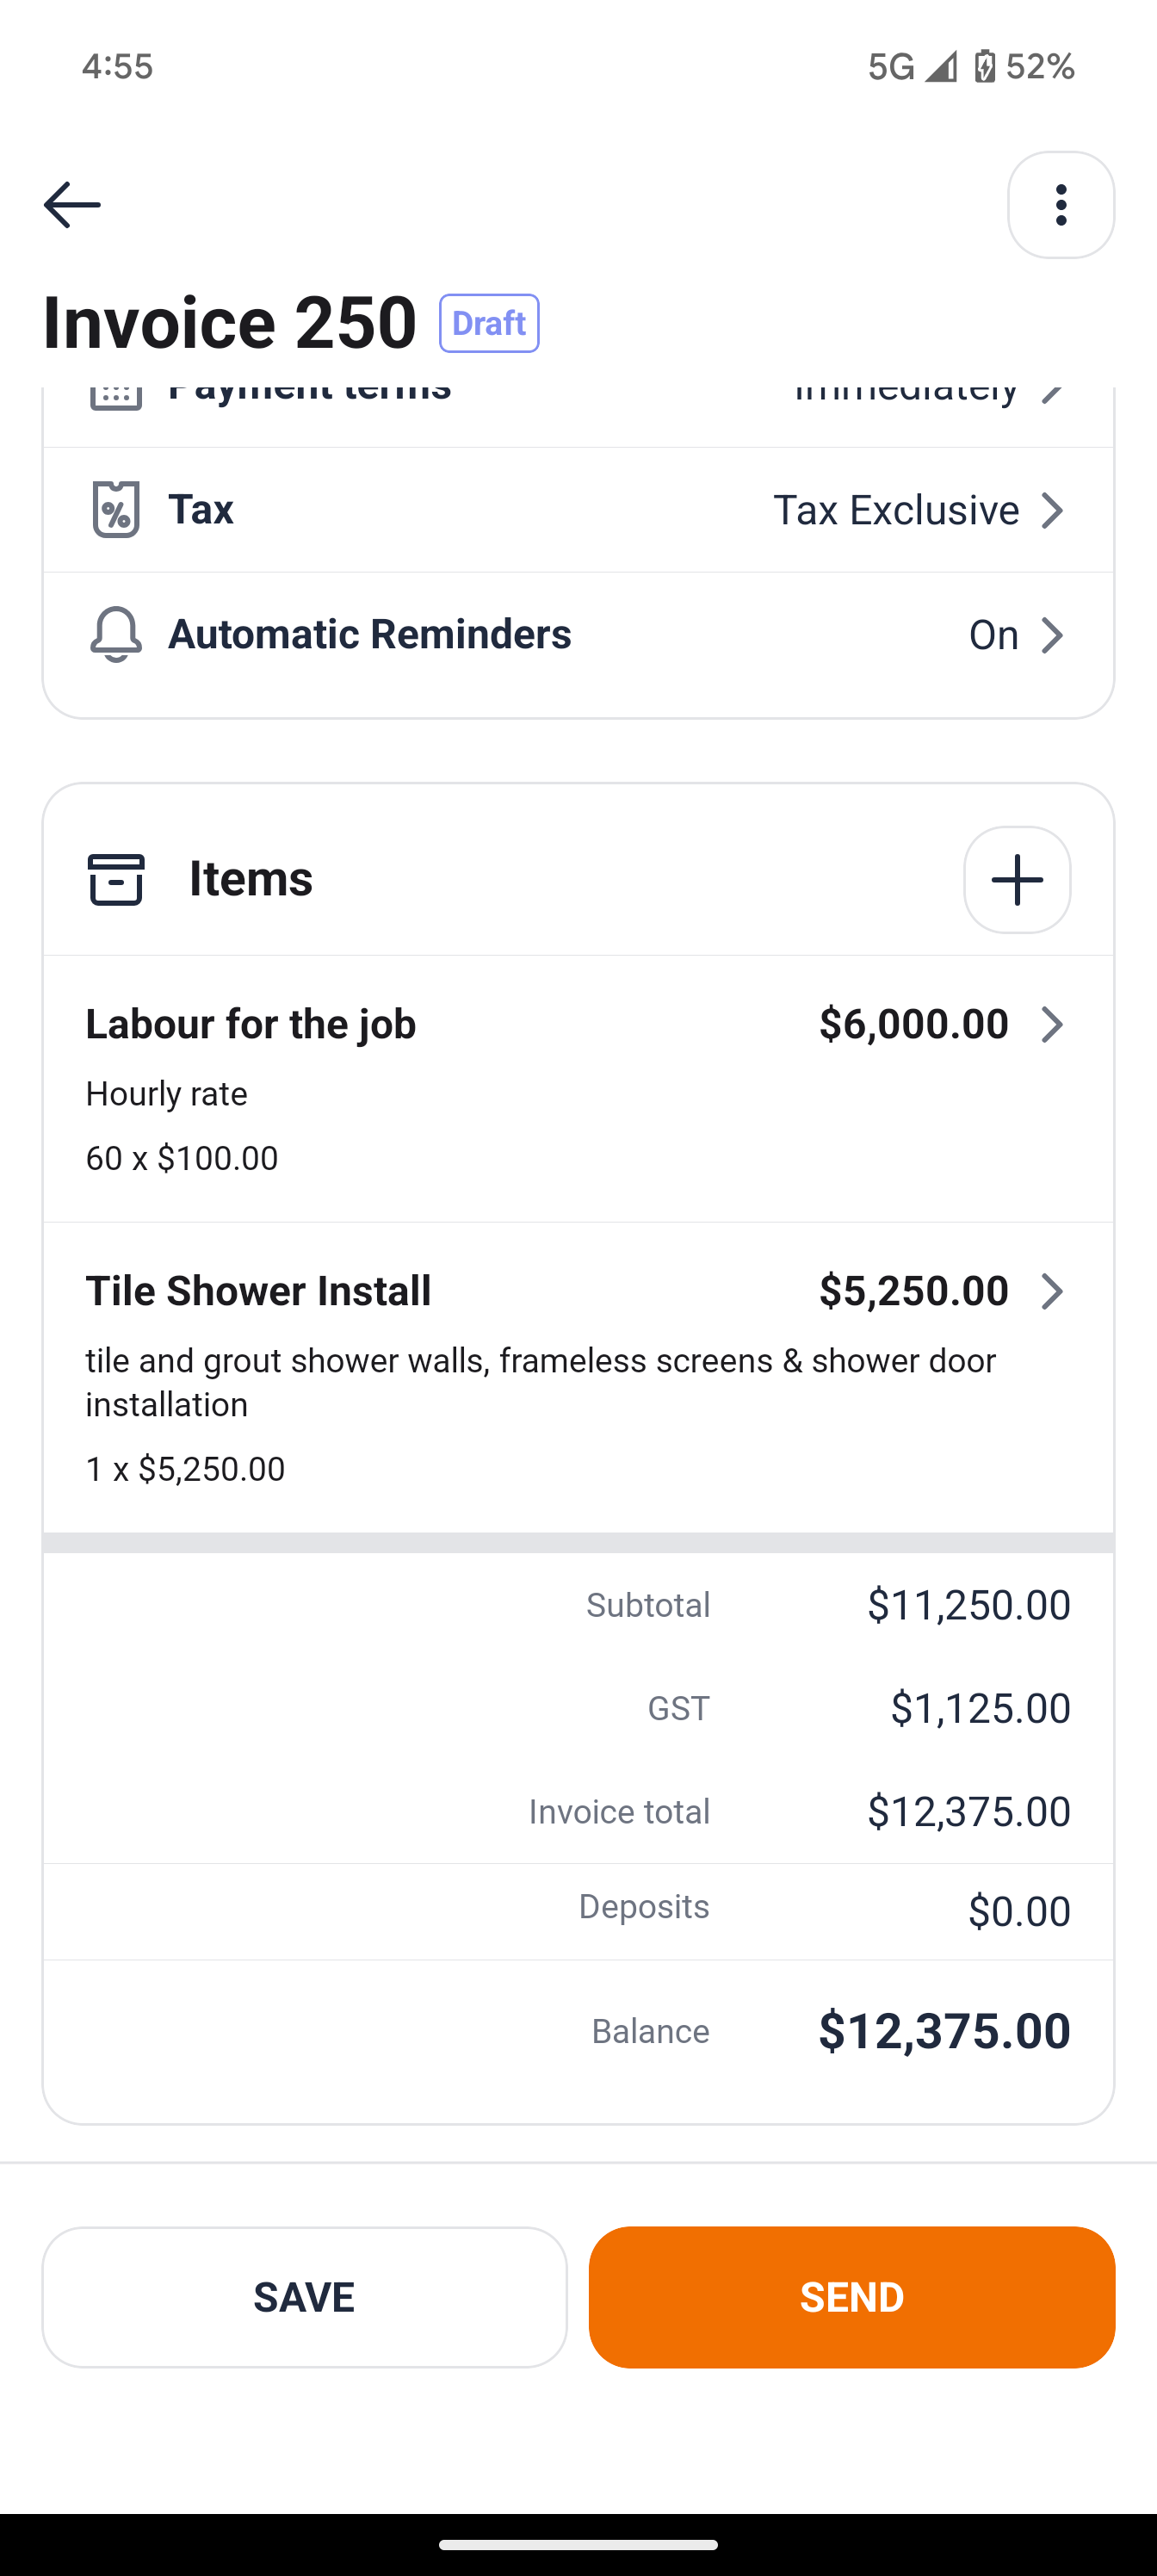 4:55
5G 52%
Invoice 250 Draft
Payment terms Immediately
Tax Tax Exclusive
Automatic Reminders On
Items
Labour for the job $6,000.00
Hourly rate
60 x $100.00
Tile Shower Install $5,250.00
tile and grout shower walls, frameless screens & shower door
installation
1 x $5,250.00
Subtotal $11,250.00
GST $1,125.00
Invoice total $12,375.00
Deposits $0.00
Balance $12,375.00
SAVE SEND